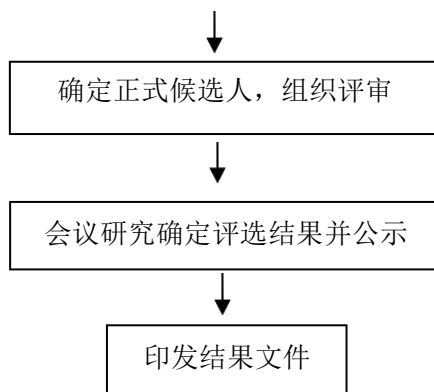 确定正式候选人，组织评审
会议研究确定评选结果并公示
印发结果文件